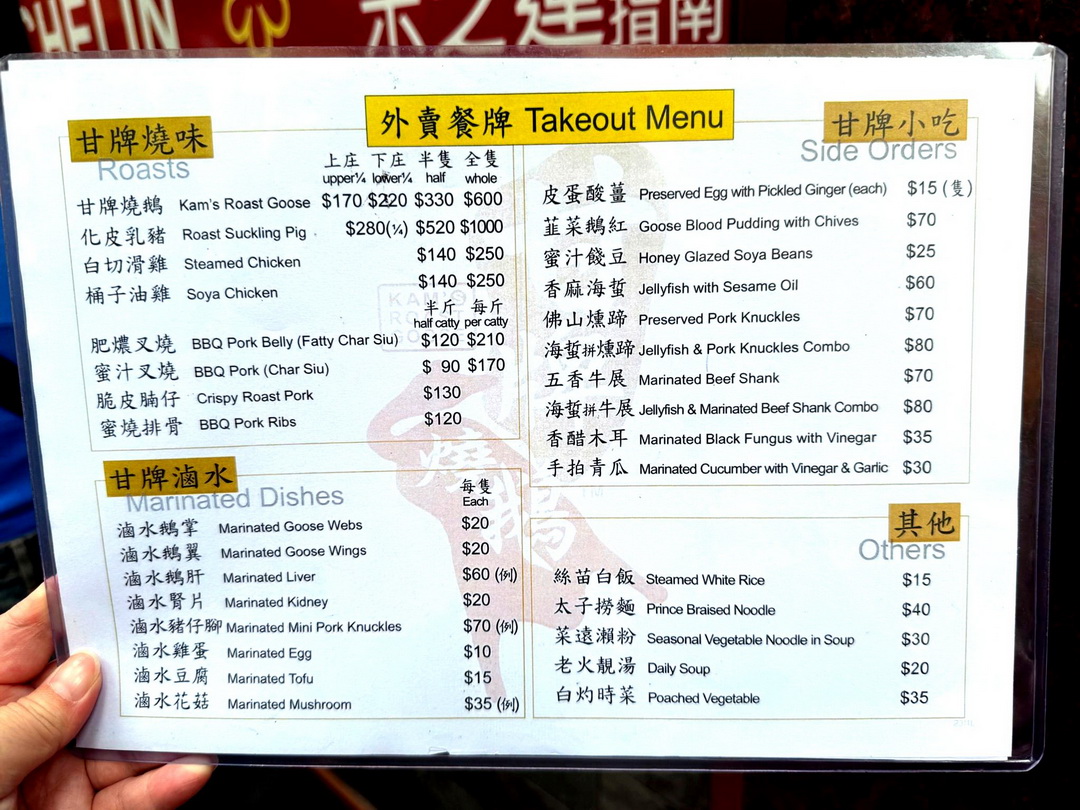 CHELIN
米之蓮指南
外賣餐牌 Takeout Menu
甘牌燒味
Roasts
上庄 下庄 半隻 全隻
upper¼ lower¼ half whole
甘牌燒鵝 Kam's Roast Goose $170 $220 $330 $600
化皮乳豬 Roast Suckling Pig $280(¼) $520 $1000
白切滑雞 Steamed Chicken $140 $250
桶子油雞 Soya Chicken $140 $250
半斤 每斤
half catty per catty
肥燶叉燒 BBQ Pork Belly (Fatty Char Siu) $120 $210
蜜汁叉燒 BBQ Pork (Char Siu) $ 90 $170
脆皮腩仔 Crispy Roast Pork $130
蜜燒排骨 BBQ Pork Ribs $120
甘牌滷水
Marinated Dishes
每隻
Each
滷水鵝掌 Marinated Goose Webs $20
滷水鵝翼 Marinated Goose Wings $20
滷水鵝肝 Marinated Liver $60 (例)
滷水腎片 Marinated Kidney $20
滷水豬仔腳 Marinated Mini Pork Knuckles $70 (例)
滷水雞蛋 Marinated Egg $10
滷水豆腐 Marinated Tofu $15
滷水花菇 Marinated Mushroom $35 (例)
甘牌小吃
Side Orders
皮蛋酸薑 Preserved Egg with Pickled Ginger (each) $15 (隻)
韮菜鵝紅 Goose Blood Pudding with Chives $70
蜜汁餞豆 Honey Glazed Soya Beans $25
香麻海蜇 Jellyfish with Sesame Oil $60
佛山燻蹄 Preserved Pork Knuckles $70
海蜇拼燻蹄 Jellyfish & Pork Knuckles Combo $80
五香牛展 Marinated Beef Shank $70
海蜇拼牛展 Jellyfish & Marinated Beef Shank Combo $80
香醋木耳 Marinated Black Fungus with Vinegar $35
手拍青瓜 Marinated Cucumber with Vinegar & Garlic $30
其他
Others
絲苗白飯 Steamed White Rice $15
太子撈麵 Prince Braised Noodle $40
菜遠瀨粉 Seasonal Vegetable Noodle in Soup $30
老火靚湯 Daily Soup $20
白灼時菜 Poached Vegetable $35
KAM'S
ROAST
燒鵝
TM